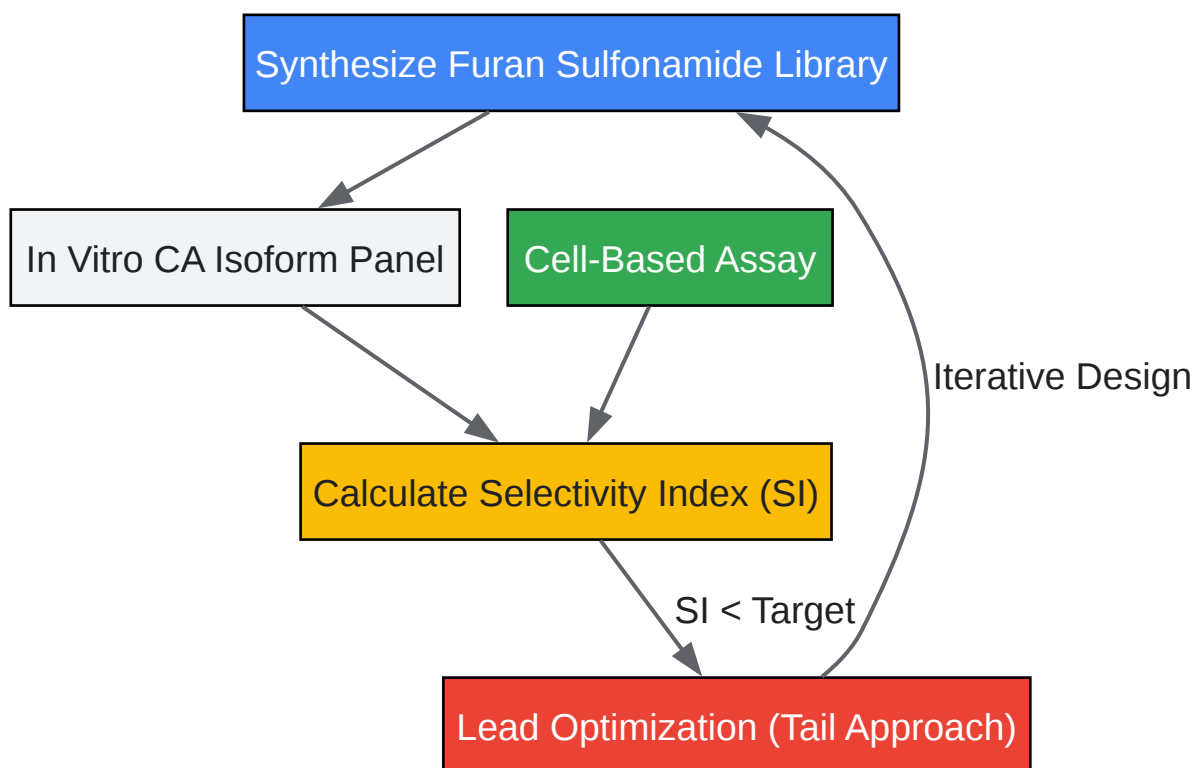 Synthesize Furan Sulfonamide Library
In Vitro CA Isoform Panel
Cell-Based Assay
Iterative Design
Calculate Selectivity Index (SI)
SI < Target
Lead Optimization (Tail Approach)